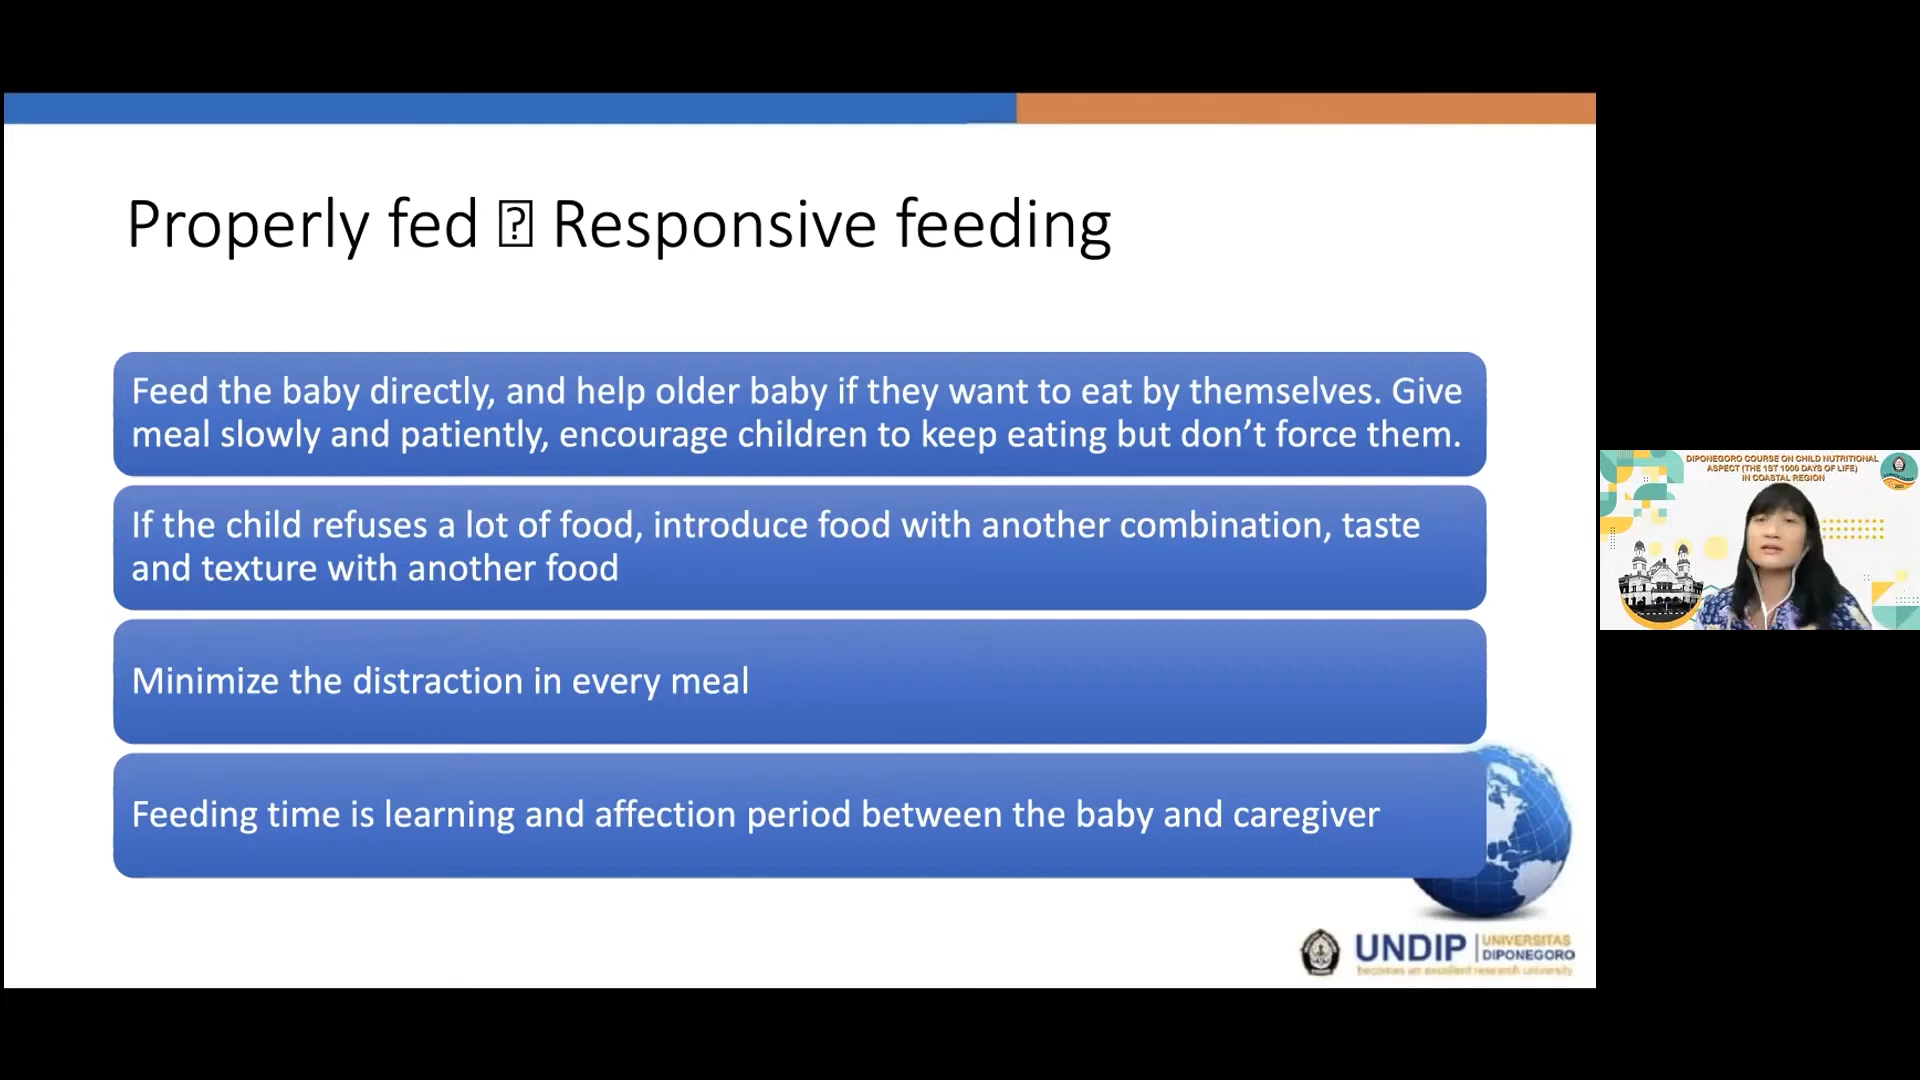 Properly fed ⍰ Responsive feeding
Feed the baby directly, and help older baby if they want to eat by themselves. Give
meal slowly and patiently, encourage children to keep eating but don’t force them.
If the child refuses a lot of food, introduce food with another combination, taste
and texture with another food
Minimize the distraction in every meal
Feeding time is learning and affection period between the baby and caregiver
UNDIP UNIVERSITAS
DIPONEGORO
becomes an excellent research university
DIPONEGORO COURSE ON CHILD NUTRITIONAL
ASPECT (THE 1ST 1000 DAYS OF LIFE)
IN COASTAL REGION